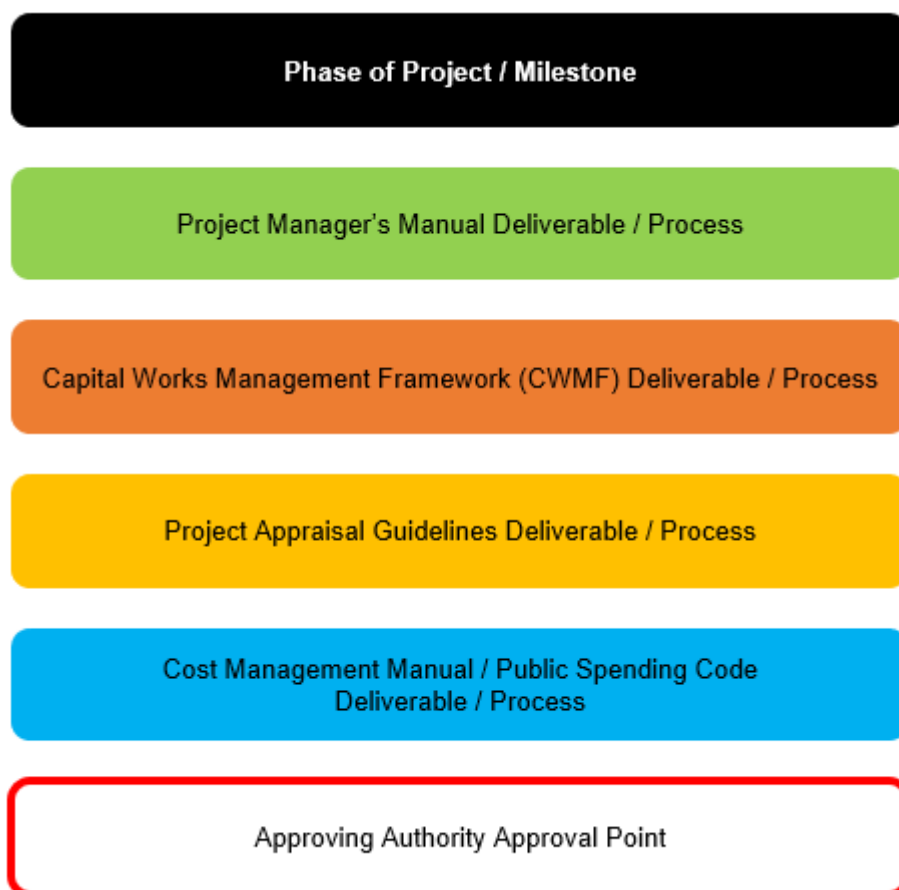 Phase of Project / Milestone
Project Manager's Manual Deliverable / Process
Capital Works Management Framework (CWMF) Deliverable / Process
Project Appraisal Guidelines Deliverable / Process
Cost Management Manual / Public Spending Code
Deliverable / Process
Approving Authority Approval Point